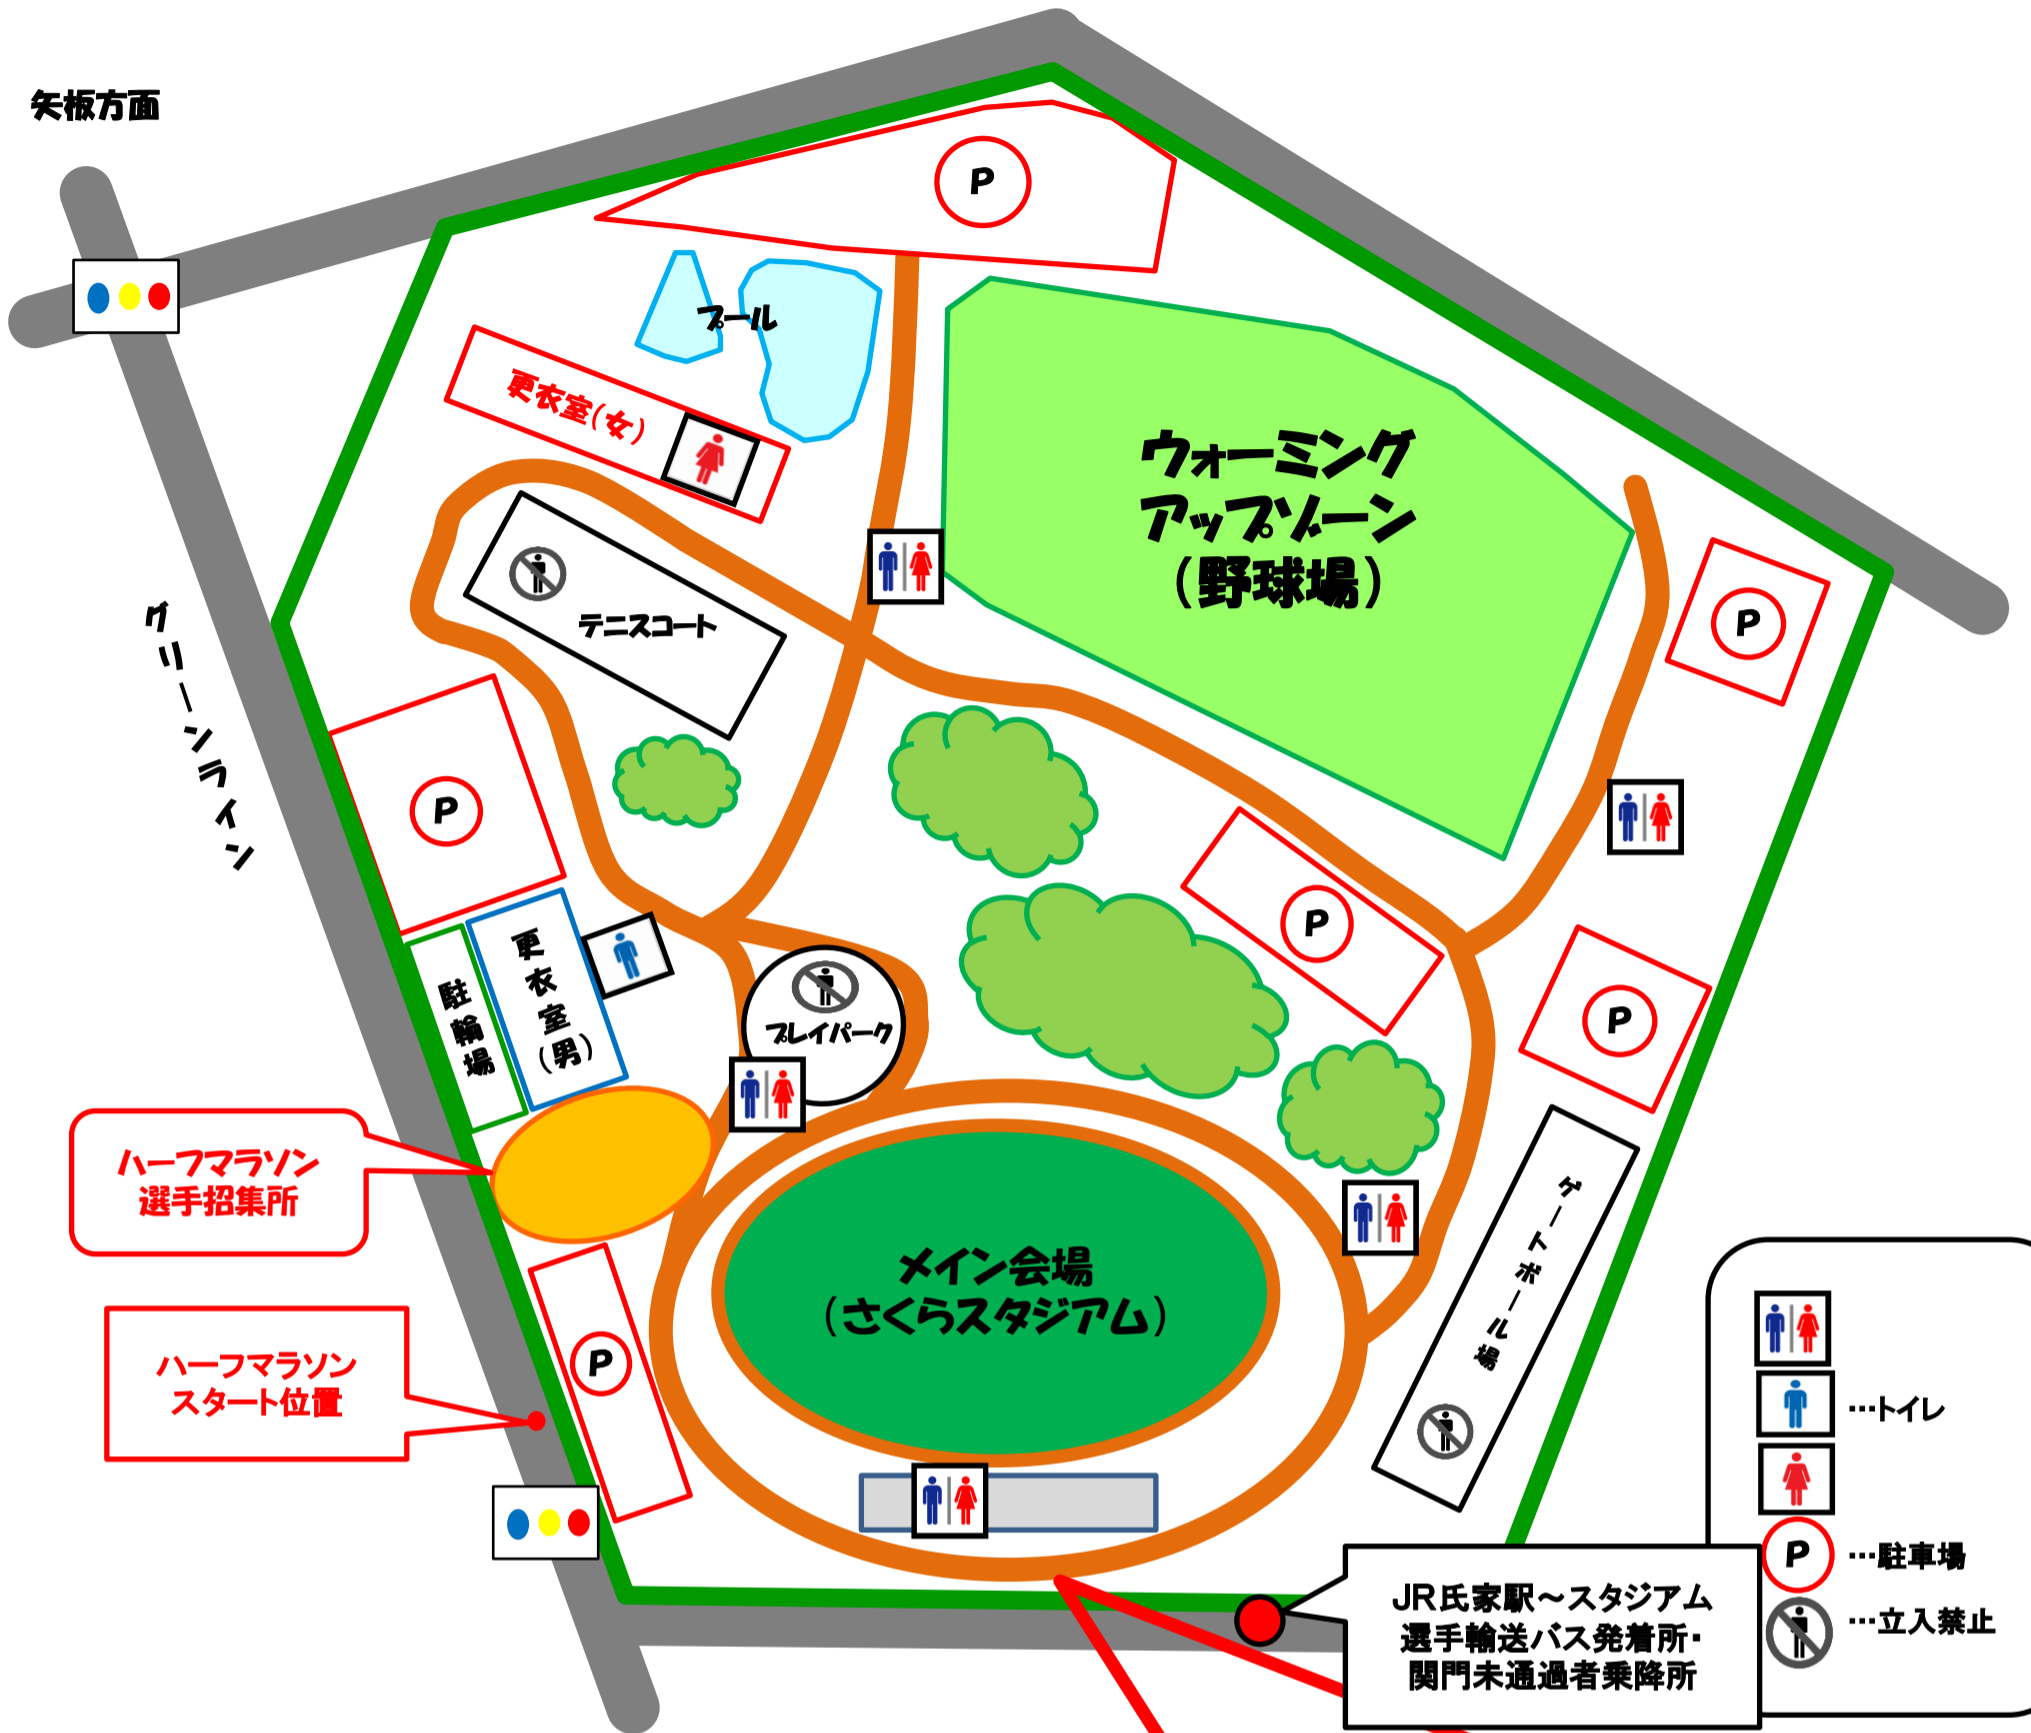 矢板方面
P
プール
更衣室(女)
ウォーミング
アップゾーン
(野球場)
テニスコート
グリーンライン
P
P
P
更衣室(男)
駐輪場
プレイパーク
P
ハーフマラソン
選手招集所
ゲートボール場
メイン会場
(さくらスタジアム)
ハーフマラソン
スタート位置
P
…トイレ
P …駐車場
…立入禁止
JR氏家駅~スタジアム
選手輸送バス発着所・
関門未通過者乗降所